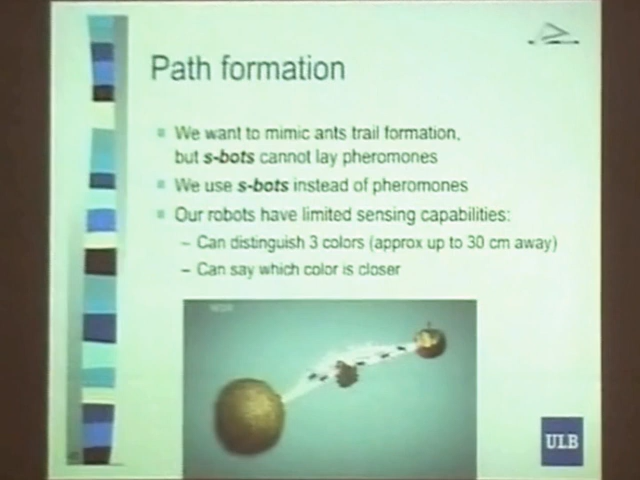 Path formation
We want to mimic ants trail formation,
but s-bots cannot lay pheromones
We use s-bots instead of pheromones
Our robots have limited sensing capabilities:
– Can distinguish 3 colors (approx up to 30 cm away)
– Can say which color is closer
ULB